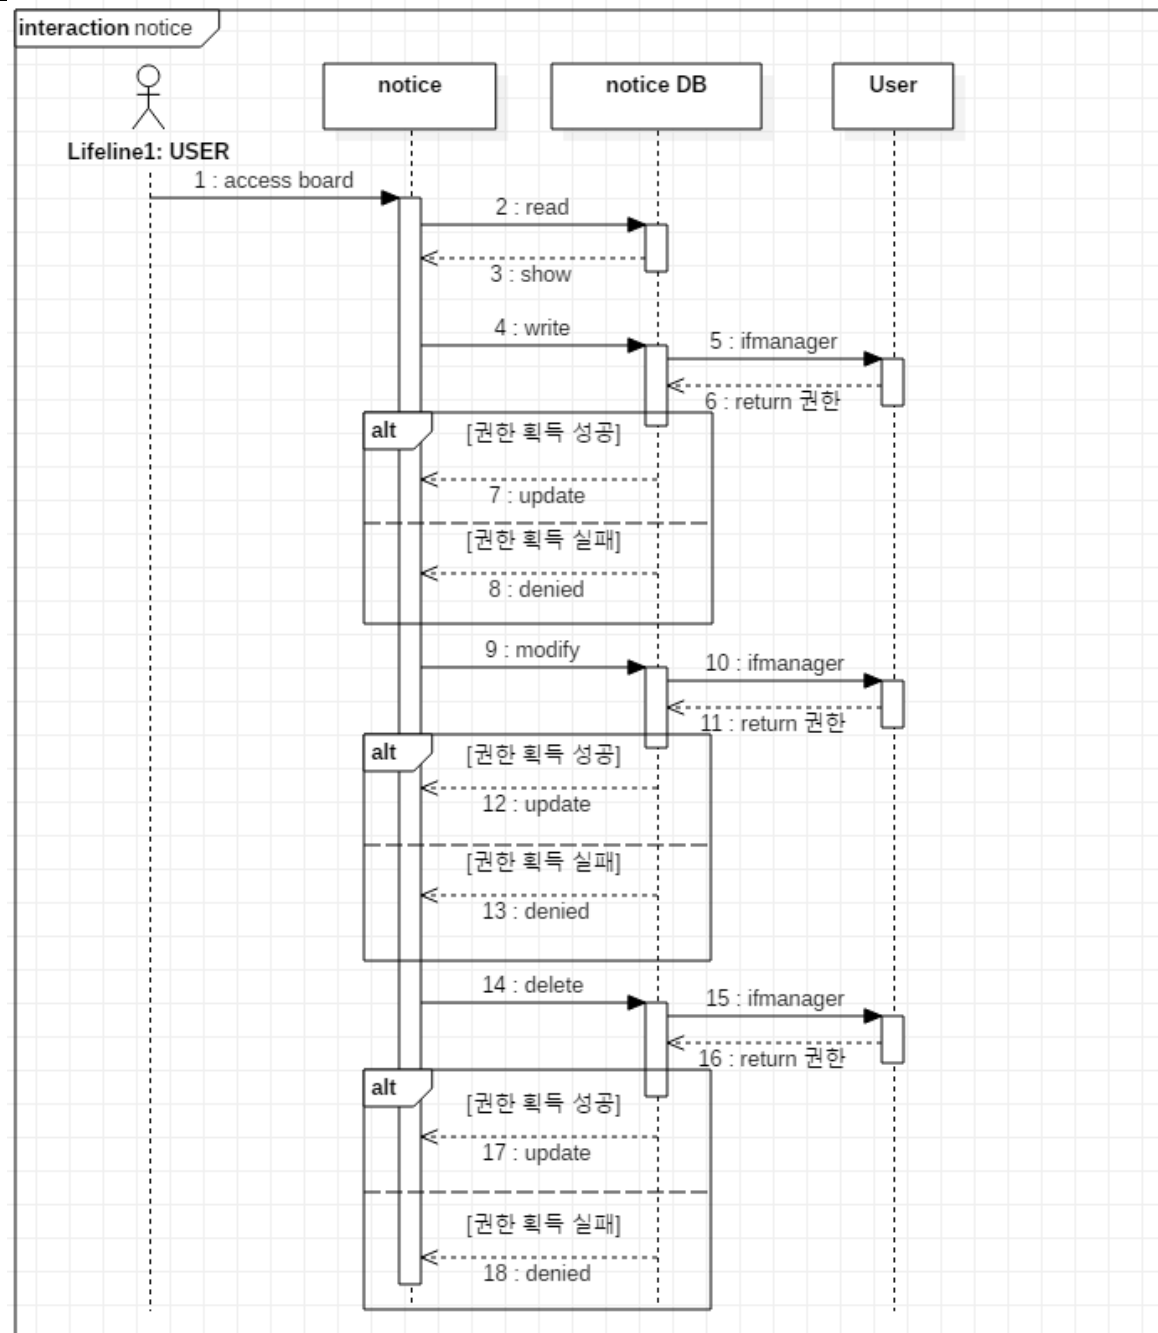 interaction notice
notice
notice DB
User
Lifeline1: USER
1 : access board
2 : read
3 : show
4 : write
5 : ifmanager
6 : return 권한
alt
[권한 획득 성공]
7 : update
[권한 획득 실패]
8 : denied
9 : modify
10 : ifmanager
11 : return 권한
alt
[권한 획득 성공]
12 : update
[권한 획득 실패]
13 : denied
14 : delete
15 : ifmanager
16 : return 권한
alt
[권한 획득 성공]
17 : update
[권한 획득 실패]
18 : denied